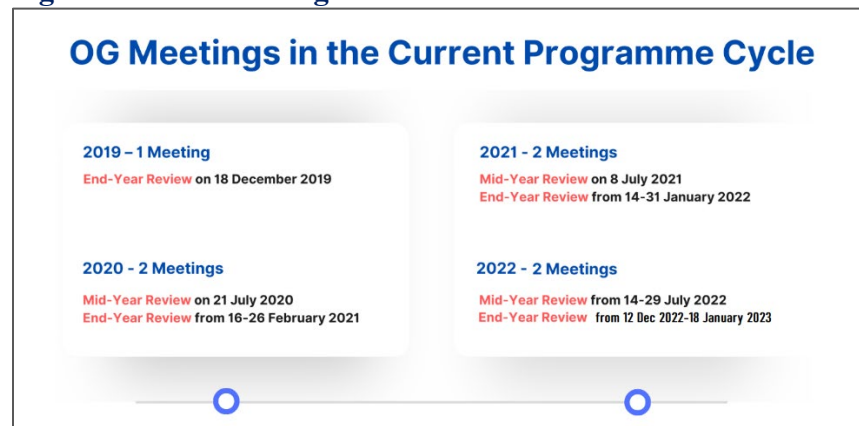 OG Meetings in the Current Programme Cycle
2019 – 1 Meeting
End-Year Review on 18 December 2019
2020 - 2 Meetings
Mid-Year Review on 21 July 2020
End-Year Review from 16-26 February 2021
2021 - 2 Meetings
Mid-Year Review on 8 July 2021
End-Year Review from 14-31 January 2022
2022 - 2 Meetings
Mid-Year Review from 14-29 July 2022
End-Year Review from 12 Dec 2022-18 January 2023